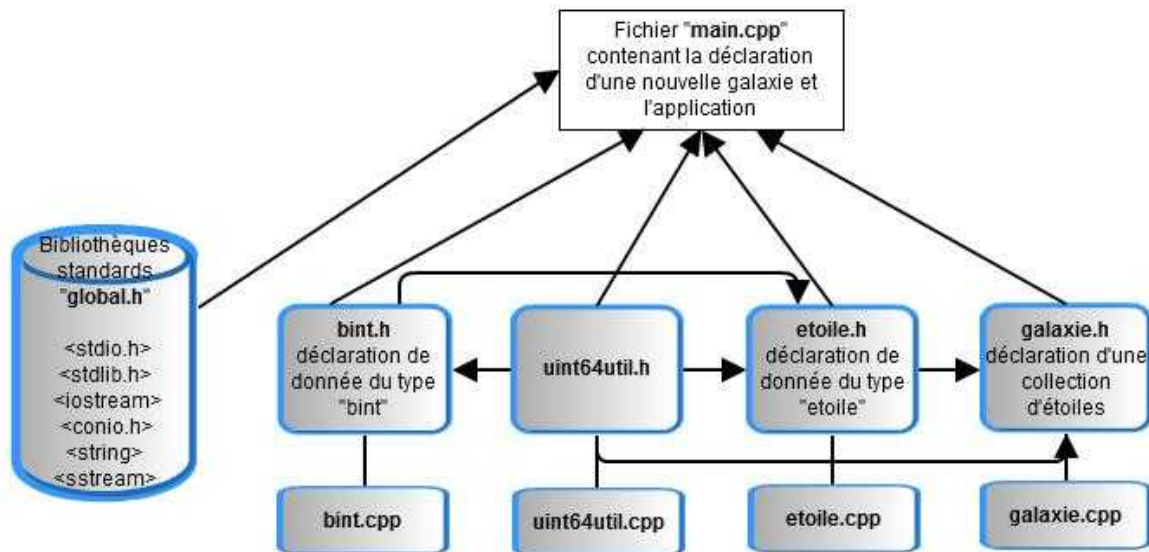 Fichier "main.cpp"
contenant la déclaration
d'une nouvelle galaxie et
l'application
Bibliothèques
standards
"global.h"
<stdio.h>
<stdlib.h>
<iostream>
<conio.h>
<string>
<sstream>
bint.h
déclaration de
donnée du type
"bint"
uint64util.h
etoile.h
déclaration de
donnée du type
"etoile"
galaxie.h
déclaration d'une
collection
d'étoiles
bint.cpp
uint64util.cpp
etoile.cpp
galaxie.cpp